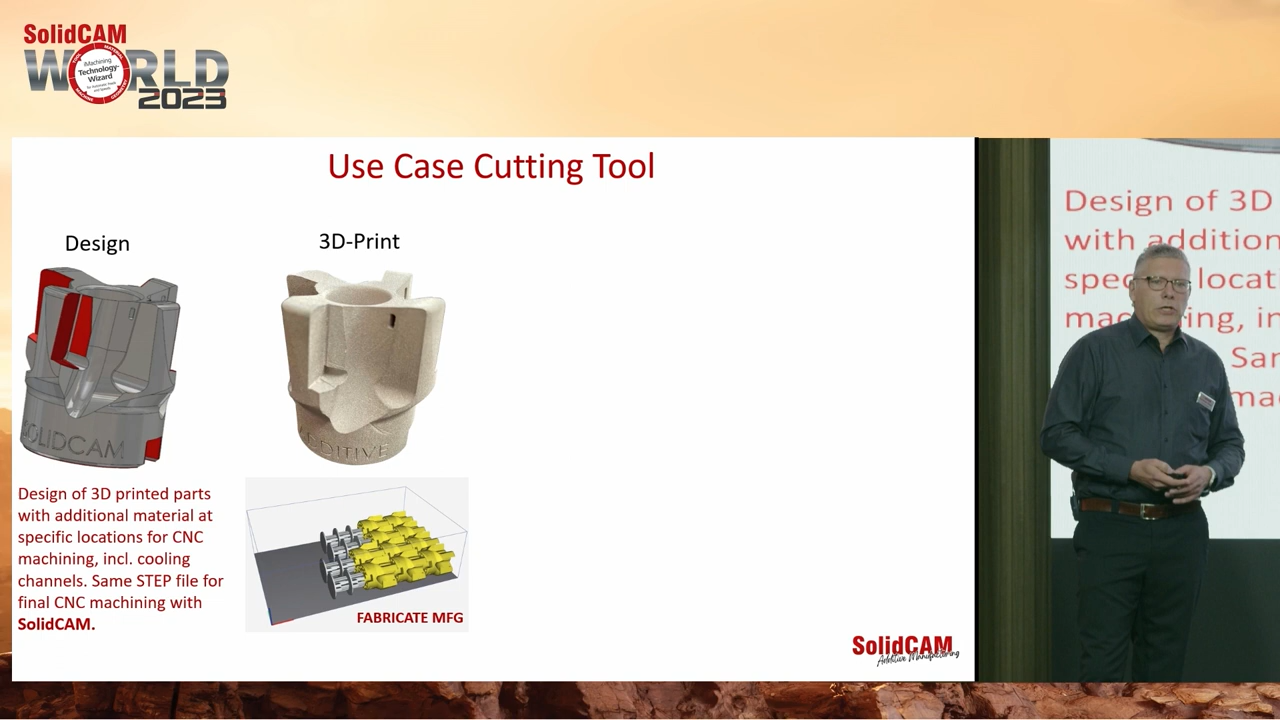 SolidCAM
WORLD
2023
iMachining
Technology-
Wizard
Use Case Cutting Tool
Design
3D-Print
SOLIDCAM
ADDITIVE
Design of 3D printed parts
with additional material at
specific locations for CNC
machining, incl. cooling
channels. Same STEP file for
final CNC machining with
SolidCAM.
FABRICATE MFG
SolidCAM
Additive Manufacturing
Design of 3D
with addition
spec locati
mac ing, in
Sar
ma